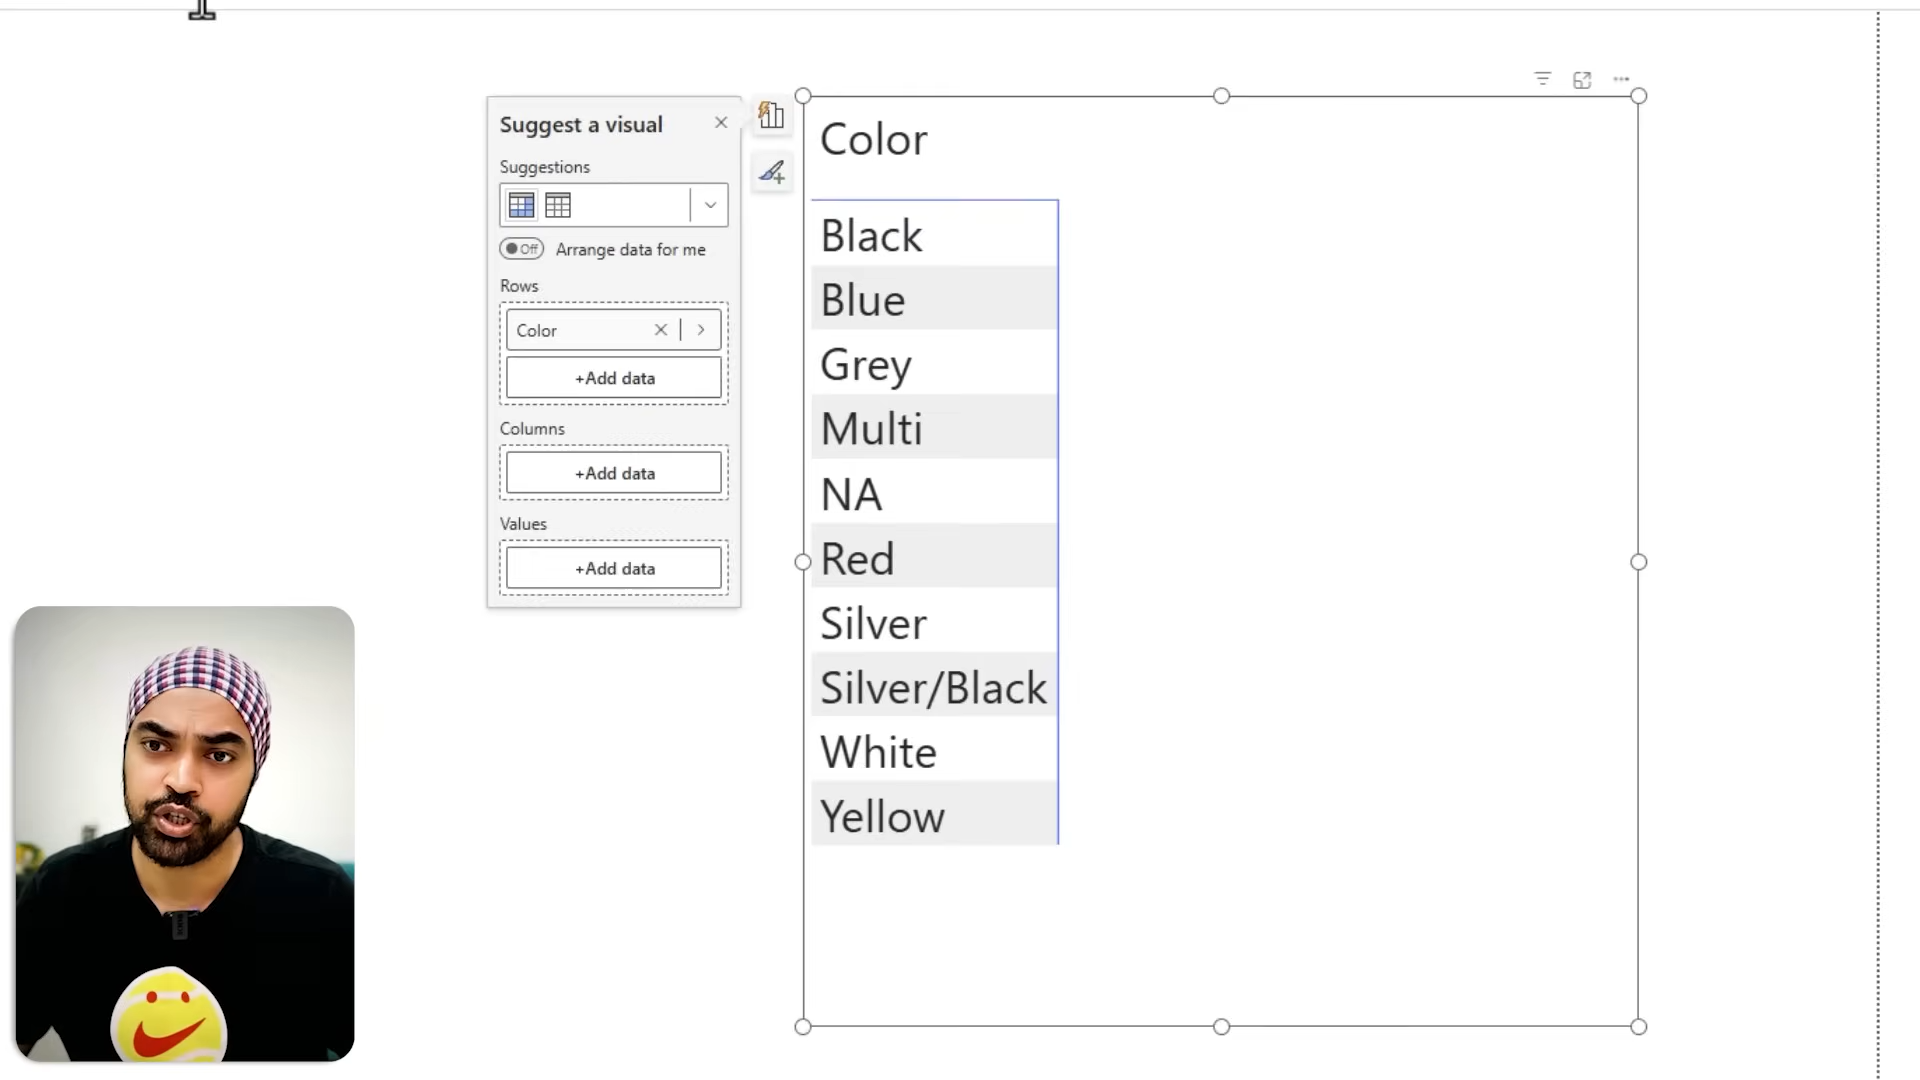 Suggest a visual
Suggestions
Off Arrange data for me
Rows
Color
+Add data
Columns
+Add data
Values
+Add data
Color
Black
Blue
Grey
Multi
NA
Red
Silver
Silver/Black
White
Yellow